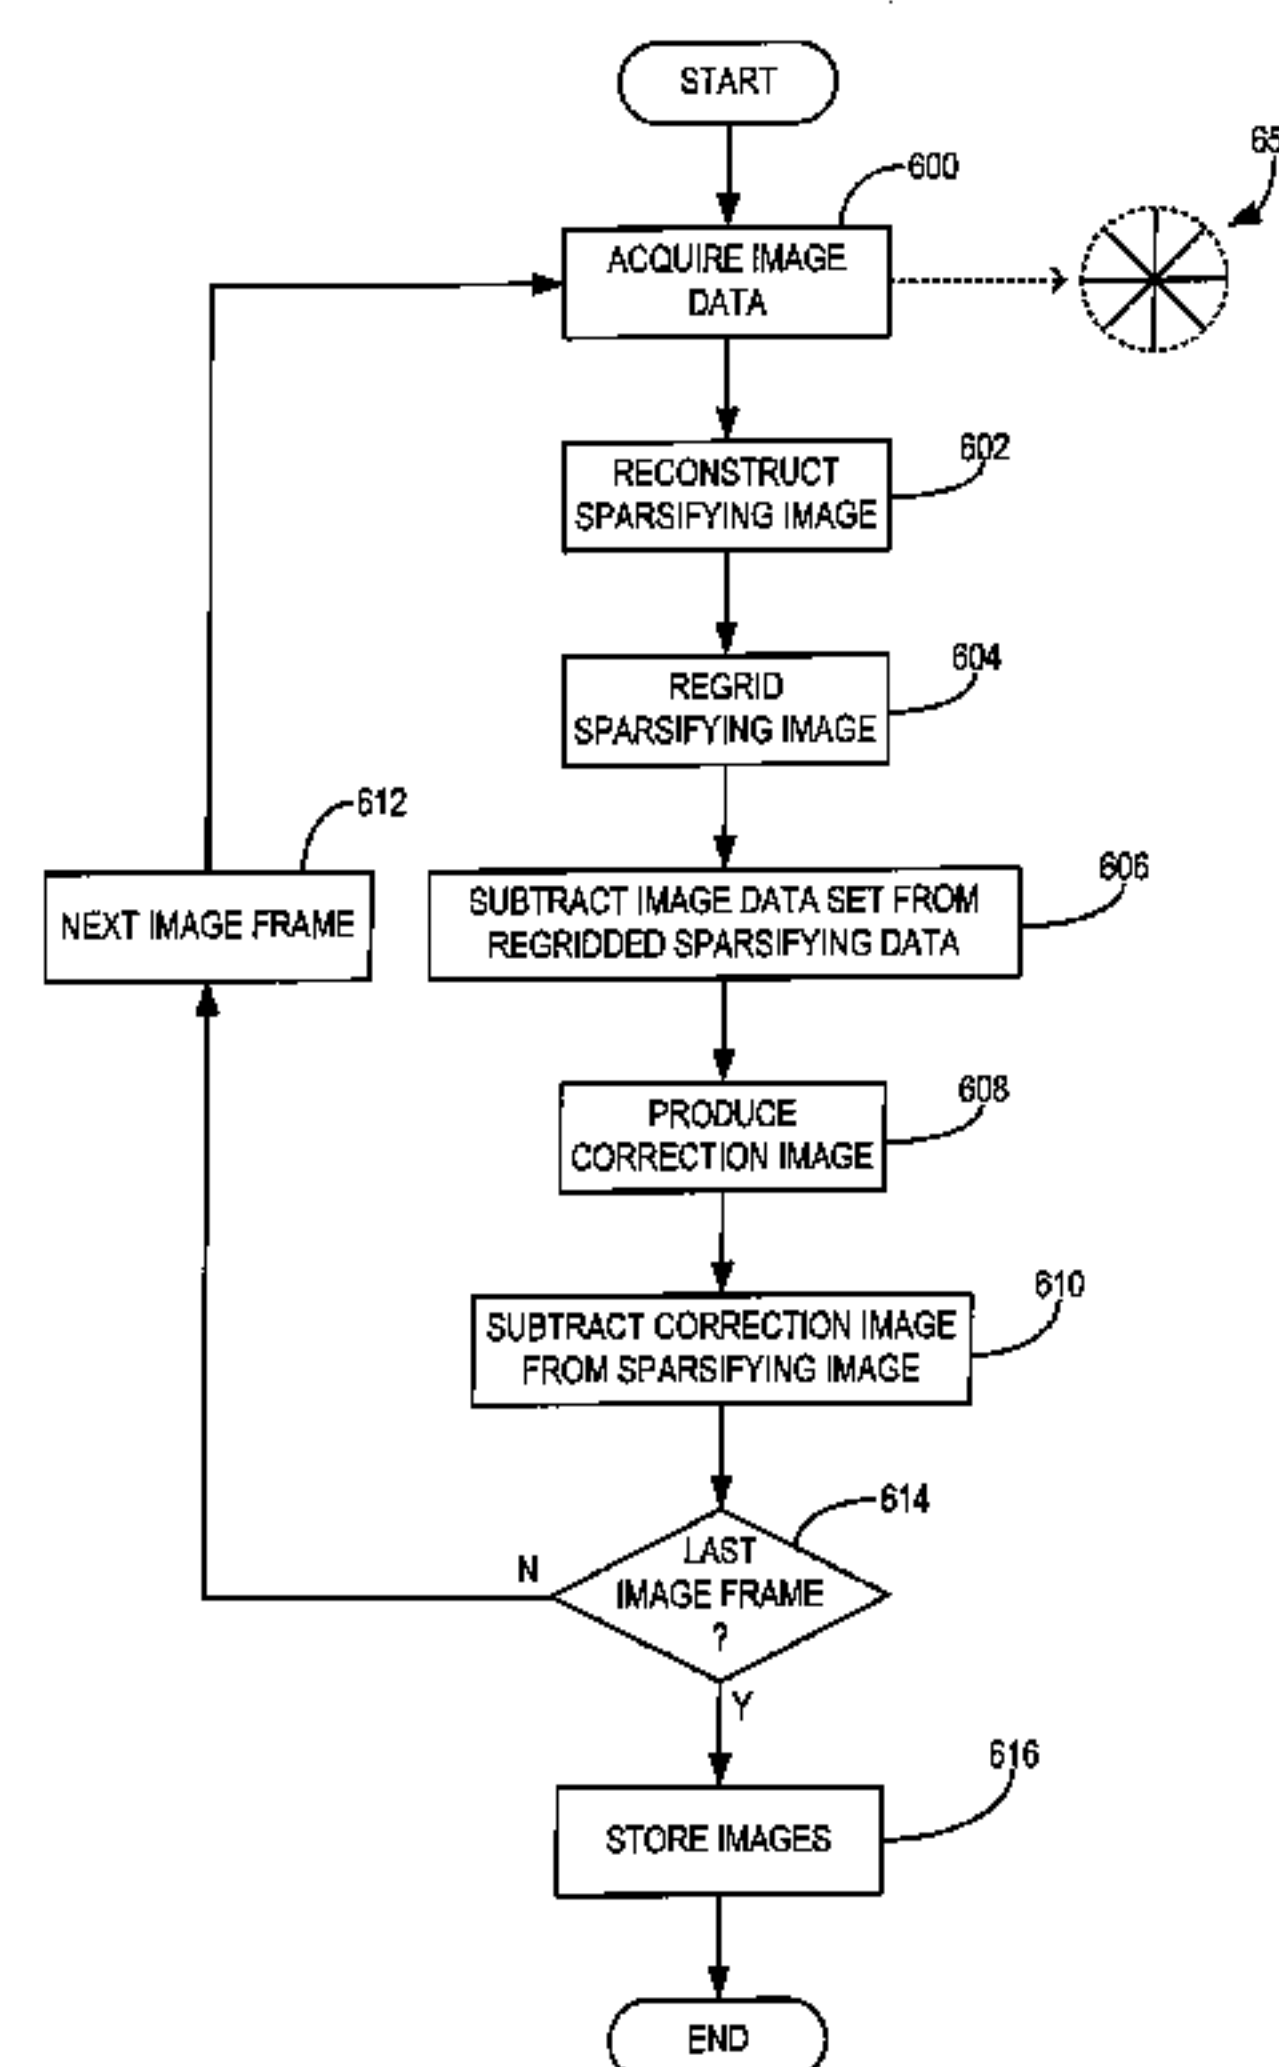 START
600
65
ACQUIRE IMAGE
DATA
602
RECONSTRUCT
SPARSIFYING IMAGE
604
REGRID
SPARSIFYING IMAGE
612
NEXT IMAGE FRAME
606
SUBTRACT IMAGE DATA SET FROM
REGRIDDED SPARSIFYING DATA
608
PRODUCE
CORRECTION IMAGE
610
SUBTRACT CORRECTION IMAGE
FROM SPARSIFYING IMAGE
614
N
LAST
IMAGE FRAME
?
Y
616
STORE IMAGES
END